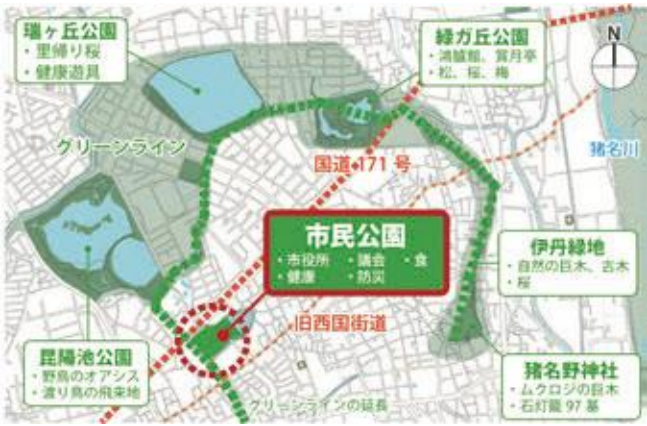 瑞ヶ丘公園
・里帰り桜
・健康遊具
緑ガ丘公園
・鴻臚館、賞月亭
・松、桜、梅
N
グリーンライン
国道171号
猪名川
市民公園
・市役所 ・議会 ・食
・健康 ・防災
伊丹緑地
・自然の巨木、古木
・桜
旧西国街道
昆陽池公園
・野鳥のオアシス
・渡り鳥の飛来地
猪名野神社
・ムクロジの巨木
・石灯籠97基
グリーンラインの延長